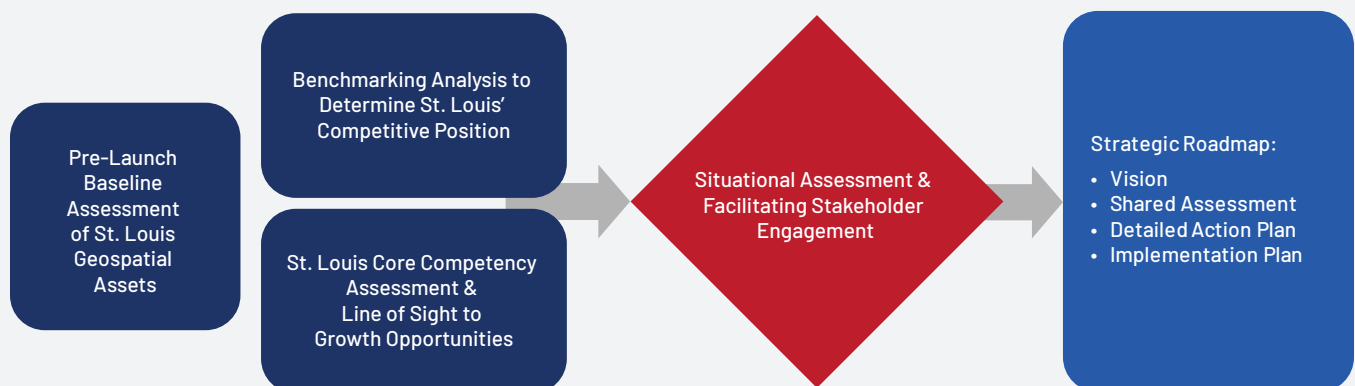 Pre-Launch
Baseline
Assessment
of St. Louis
Geospatial
Assets
Benchmarking Analysis to
Determine St. Louis’
Competitive Position
St. Louis Core Competency
Assessment &
Line of Sight to
Growth Opportunities
Situational Assessment &
Facilitating Stakeholder
Engagement
Strategic Roadmap:
• Vision
• Shared Assessment
• Detailed Action Plan
• Implementation Plan